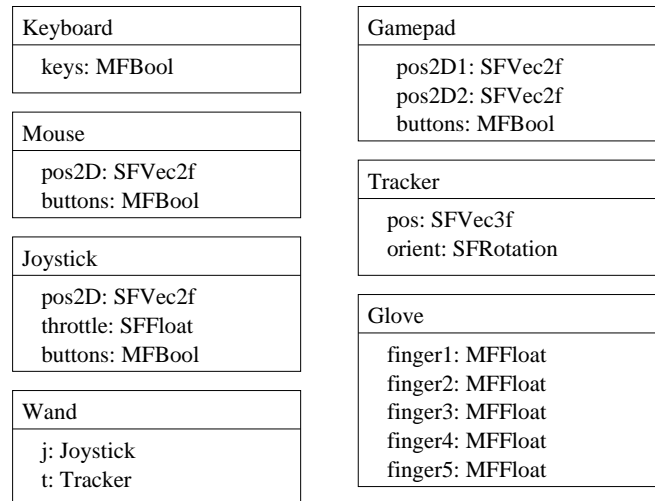 Keyboard
keys: MFBool
Mouse
pos2D: SFVec2f
buttons: MFBool
Joystick
pos2D: SFVec2f
throttle: SFFloat
buttons: MFBool
Wand
j: Joystick
t: Tracker
Gamepad
pos2D1: SFVec2f
pos2D2: SFVec2f
buttons: MFBool
Tracker
pos: SFVec3f
orient: SFRotation
Glove
finger1: MFFloat
finger2: MFFloat
finger3: MFFloat
finger4: MFFloat
finger5: MFFloat